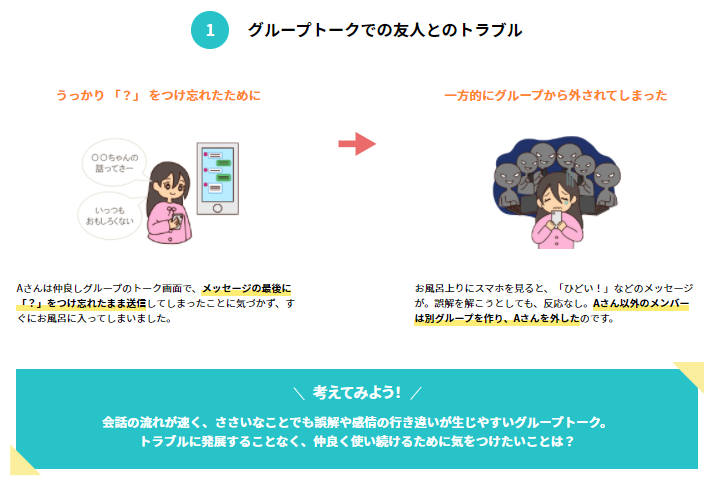 1 グループトークでの友人とのトラブル
うっかり 「？」 をつけ忘れたために
〇〇ちゃんの
話ってさー
いっつも
おもしろくない
Aさんは仲良しグループのトーク画面で、メッセージの最後に
「？」をつけ忘れたまま送信してしまったことに気づかず、す
ぐにお風呂に入ってしまいました。
一方的にグループから外されてしまった
お風呂上りにスマホを見ると、「ひどい！」などのメッセージ
が。誤解を解こうとしても、反応なし。Aさん以外のメンバー
は別グループを作り、Aさんを外したのです。
＼ 考えてみよう！ ／
会話の流れが速く、ささいなことでも誤解や感情の行き違いが生じやすいグループトーク。
トラブルに発展することなく、仲良く使い続けるために気をつけたいことは？